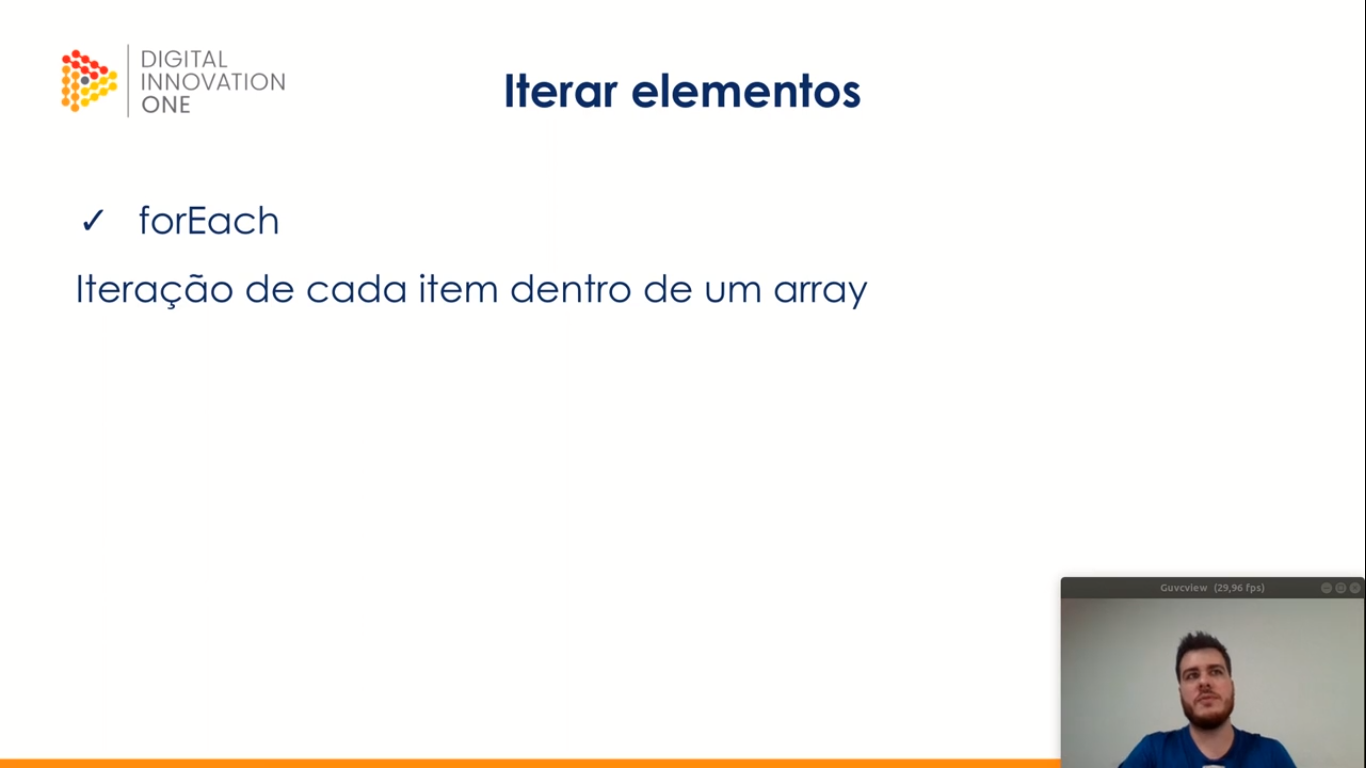 DIGITAL
INNOVATION
ONE
Iterar elementos
✓ forEach
Iteração de cada item dentro de um array
Guvcview (29,96 fps)